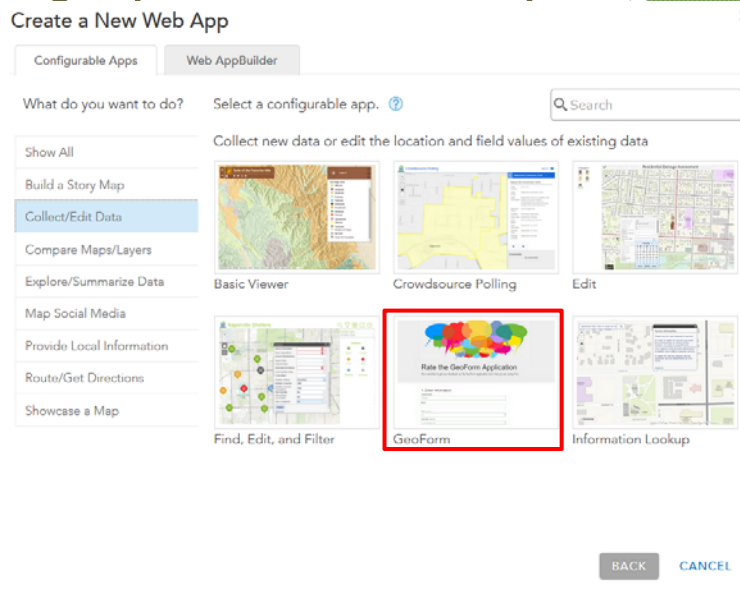 Create a New Web App
Configurable Apps
Web AppBuilder
What do you want to do?
Select a configurable app.
?
Search
Collect new data or edit the location and field values of existing data
Show All
Build a Story Map
Collect/Edit Data
Compare Maps/Layers
Explore/Summarize Data
Map Social Media
Provide Local Information
Route/Get Directions
Showcase a Map
Basic Viewer
Crowdsource Polling
Edit
Rate the GeoForm Application
Find, Edit, and Filter
GeoForm
Information Lookup
BACK
CANCEL